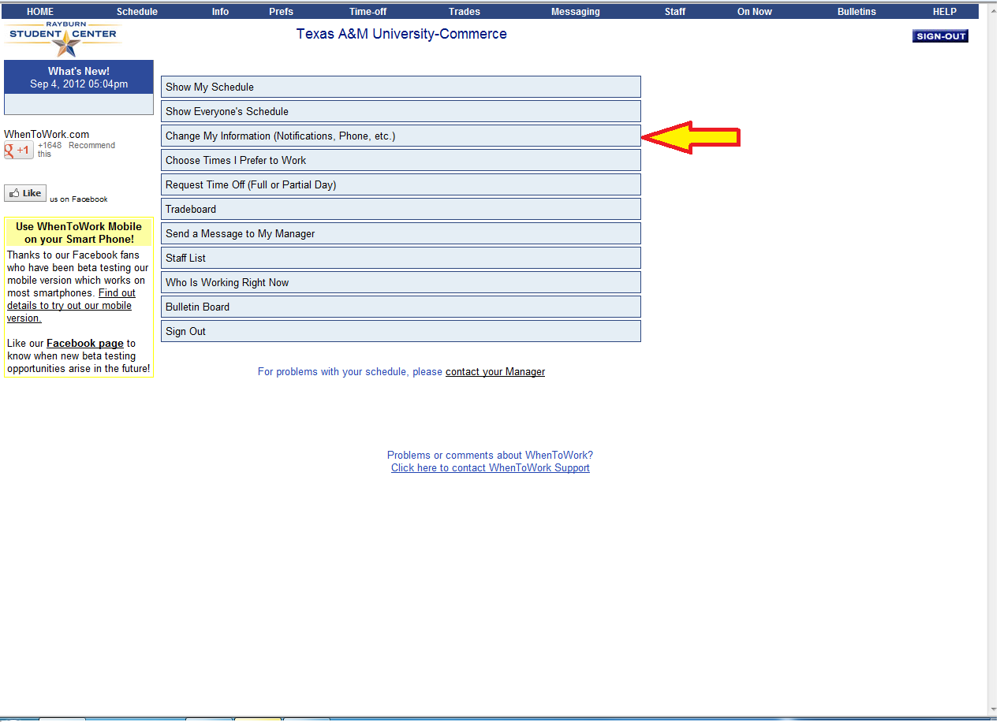 HOME Schedule Info Prefs Time-off Trades Messaging Staff On Now Bulletins HELP
RAYBURN
STUDENT CENTER
Texas A&M University-Commerce
SIGN-OUT
What's New!
Sep 4, 2012 05:04pm
WhenToWork.com
g +1 +1648 Recommend
this
Like us on Facebook
Use WhenToWork Mobile
on your Smart Phone!
Thanks to our Facebook fans
who have been beta testing our
mobile version which works on
most smartphones. Find out
details to try out our mobile
version.
Like our Facebook page to
know when new beta testing
opportunities arise in the future!
Show My Schedule
Show Everyone's Schedule
Change My Information (Notifications, Phone, etc.)
Choose Times I Prefer to Work
Request Time Off (Full or Partial Day)
Tradeboard
Send a Message to My Manager
Staff List
Who Is Working Right Now
Bulletin Board
Sign Out
For problems with your schedule, please contact your Manager
Problems or comments about WhenToWork?
Click here to contact WhenToWork Support